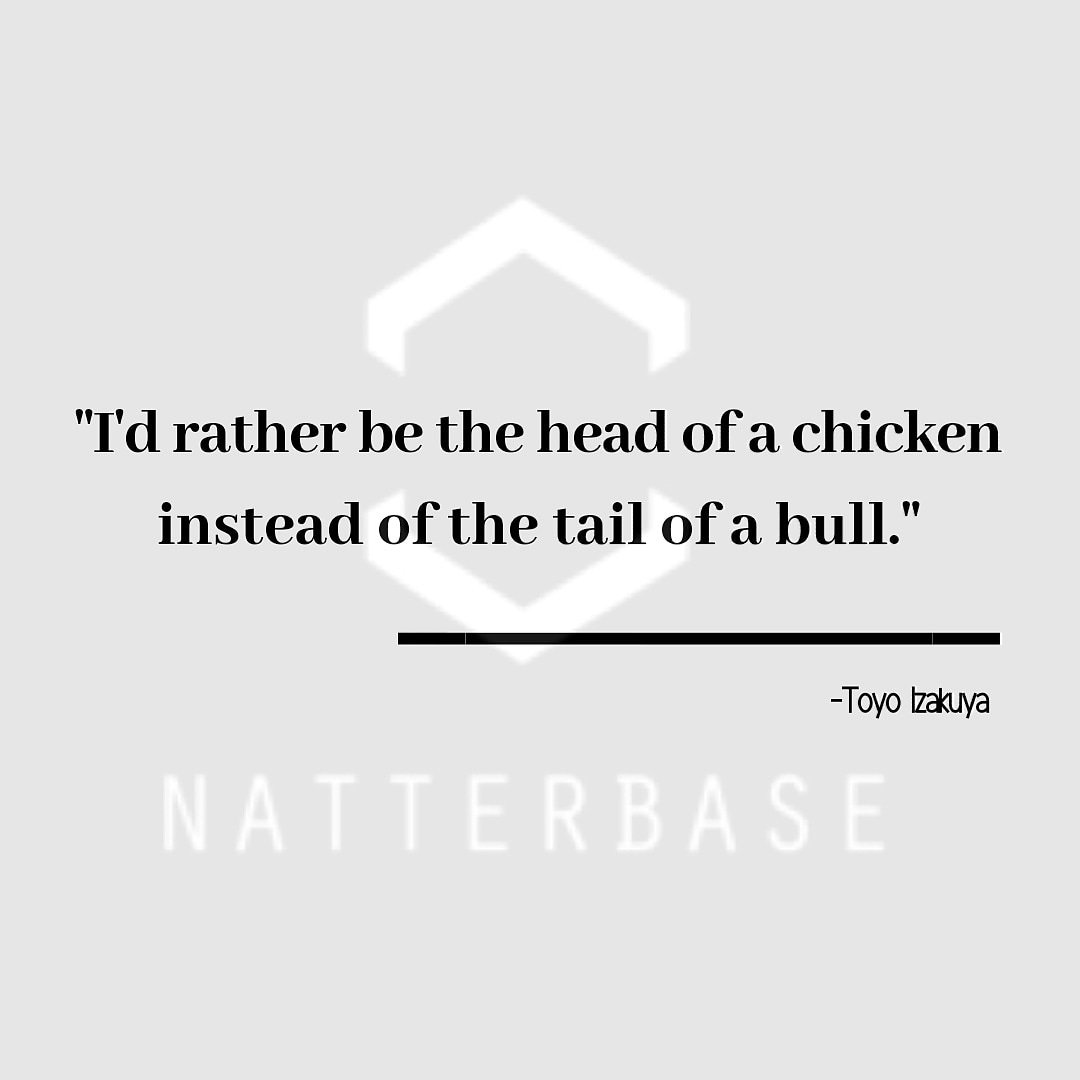 "I'd rather be the head of a chicken
instead of the tail of a bull."
-Toyo Izakuya
NATTERBASE